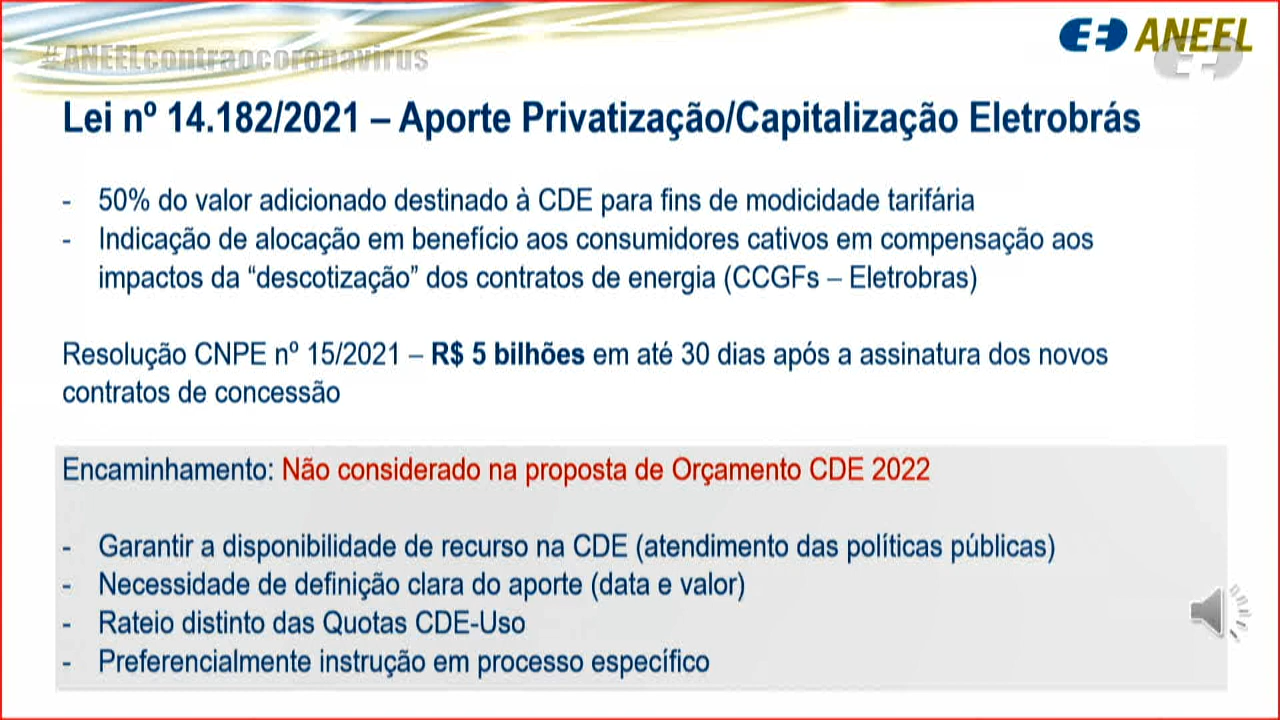 #ANEELcontraocoronavirus
ANEEL
Lei nº 14.182/2021 – Aporte Privatização/Capitalização Eletrobrás
- 50% do valor adicionado destinado à CDE para fins de modicidade tarifária
- Indicação de alocação em benefício aos consumidores cativos em compensação aos
impactos da “descotização” dos contratos de energia (CCGFs – Eletrobras)
Resolução CNPE nº 15/2021 – R$ 5 bilhões em até 30 dias após a assinatura dos novos
contratos de concessão
Encaminhamento: Não considerado na proposta de Orçamento CDE 2022
- Garantir a disponibilidade de recurso na CDE (atendimento das políticas públicas)
- Necessidade de definição clara do aporte (data e valor)
- Rateio distinto das Quotas CDE-Uso
- Preferencialmente instrução em processo específico